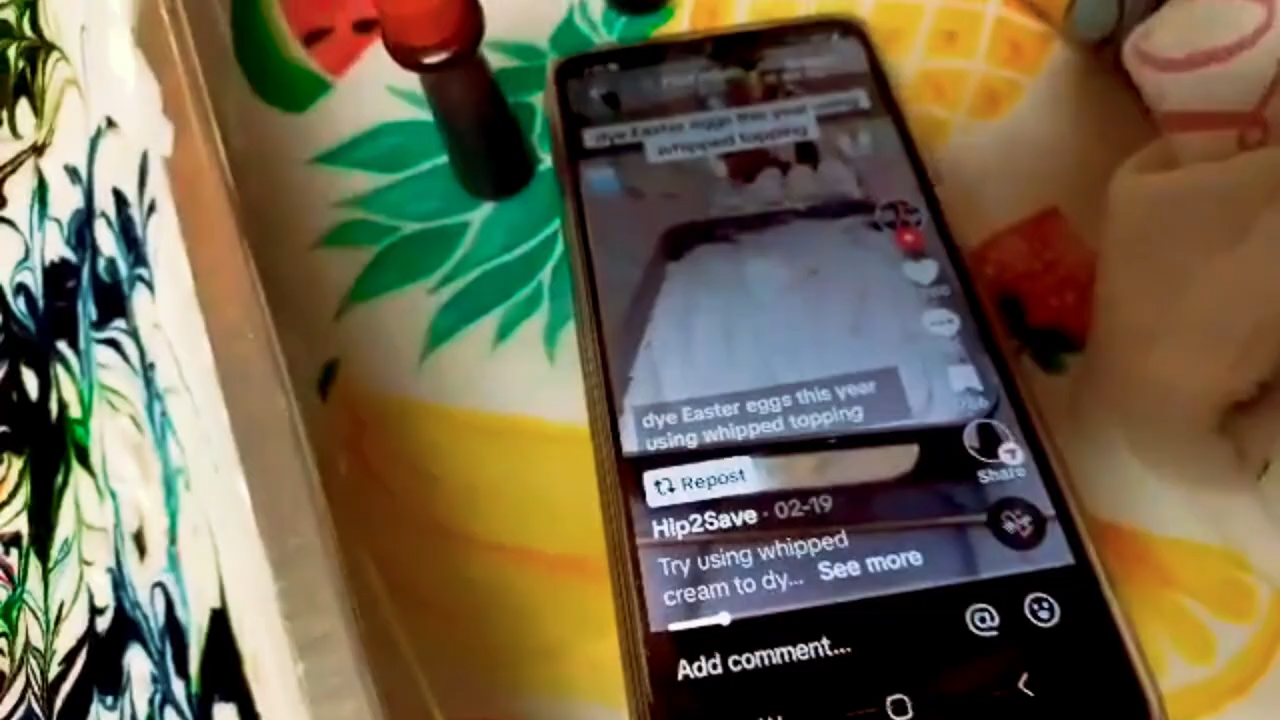 dye Easter eggs this year using
whipped topping
dye Easter eggs this year
using whipped topping
Repost
Share
Hip2Save · 02-19
Try using whipped
cream to dy... See more
Add comment...
@